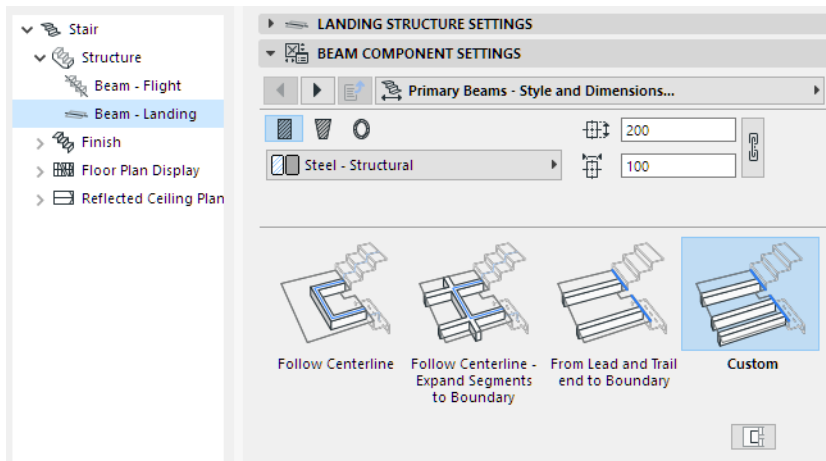 Stair
Structure
Beam - Flight
Beam - Landing
Finish
Floor Plan Display
Reflected Ceiling Plan
LANDING STRUCTURE SETTINGS
BEAM COMPONENT SETTINGS
Primary Beams - Style and Dimensions...
200
Steel - Structural
100
Follow Centerline
Follow Centerline -
Expand Segments
to Boundary
From Lead and Trail
end to Boundary
Custom